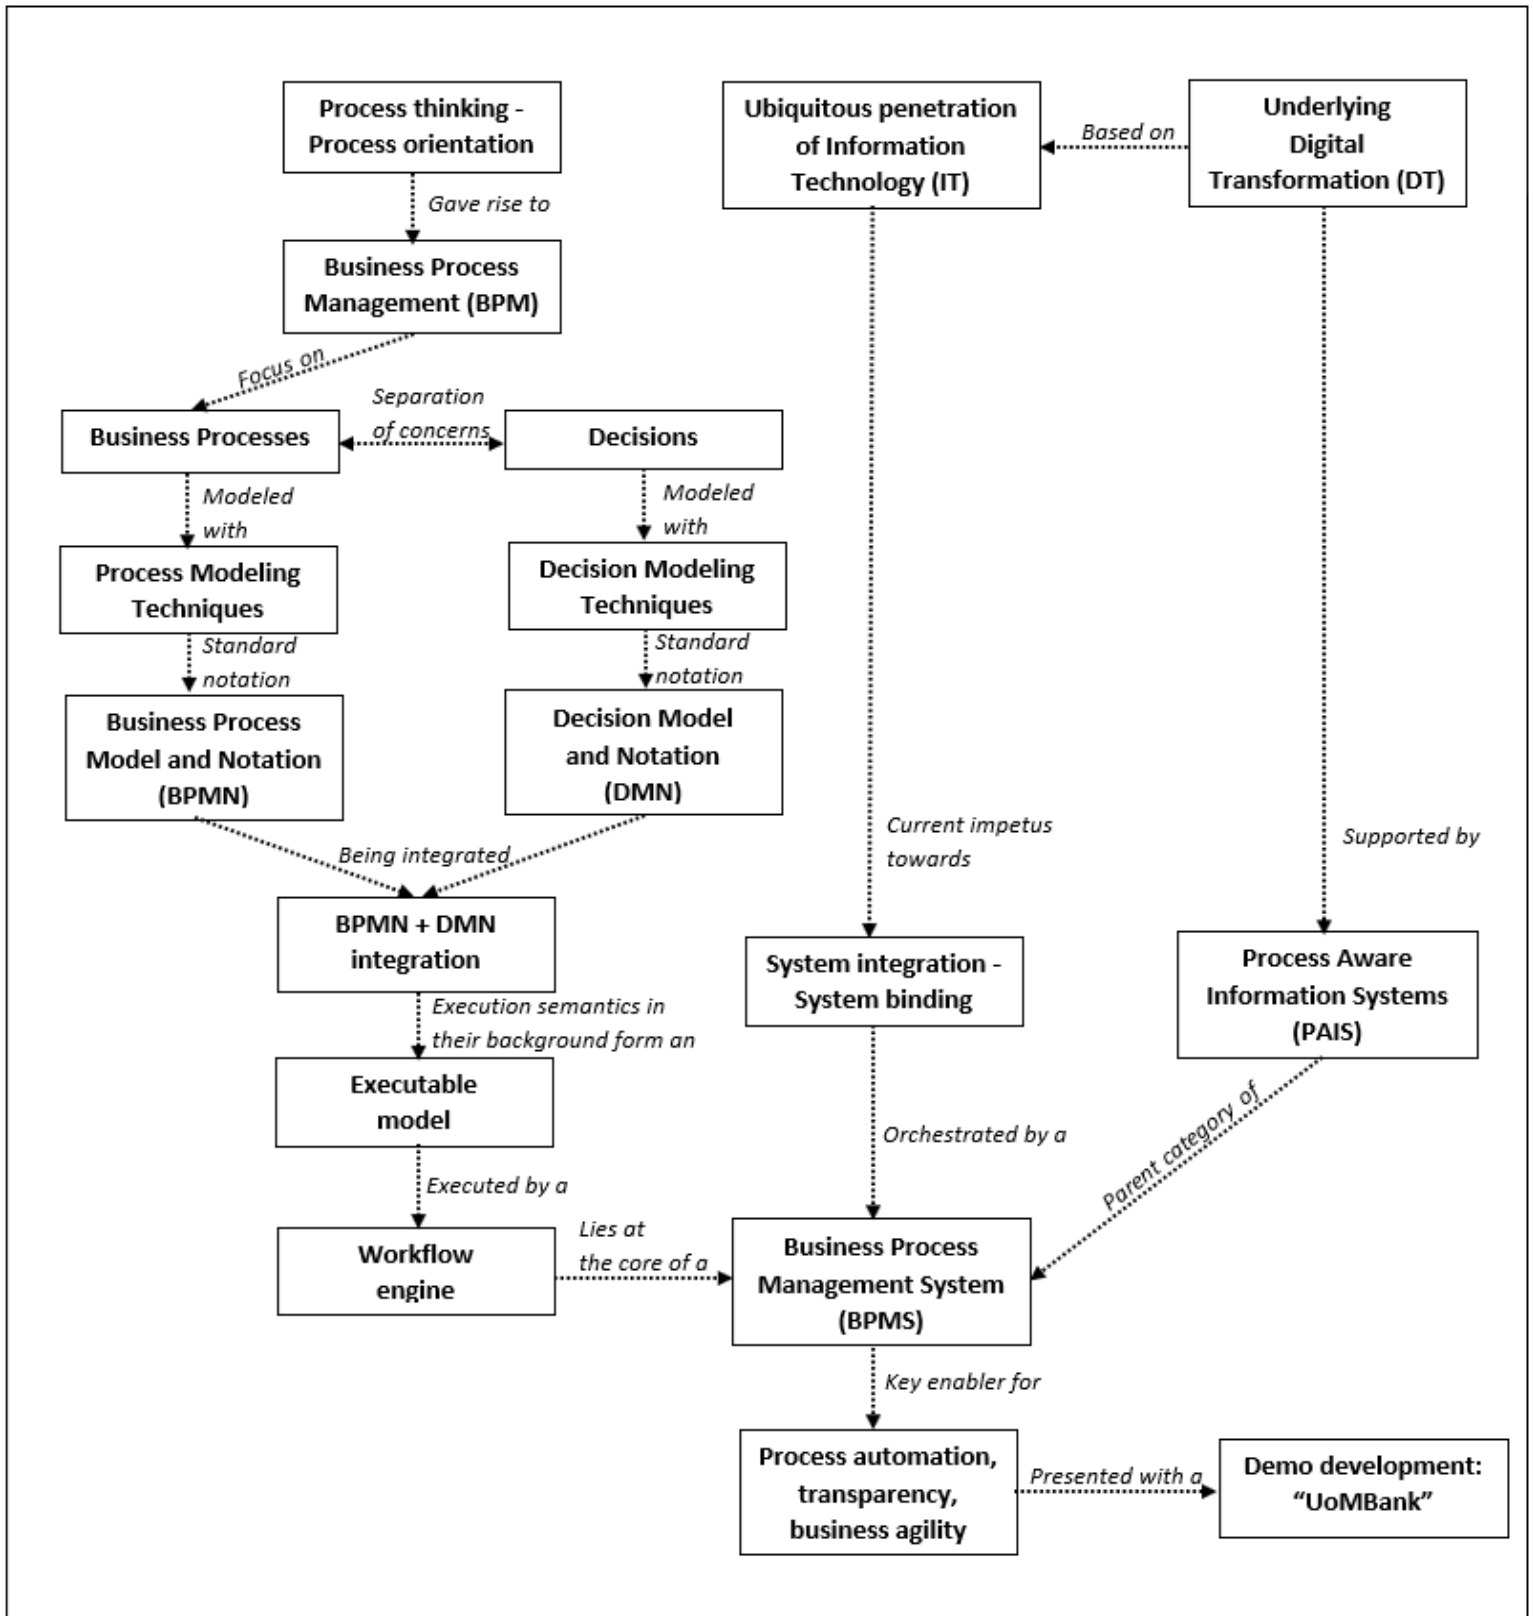 Process thinking -
Process orientation
Ubiquitous penetration
of Information
Technology (IT)
Based on
Underlying
Digital
Transformation (DT)
Gave rise to
Business Process
Management (BPM)
Focus on
Separation
of concerns
Business Processes
Decisions
Modeled
with
Modeled
with
Process Modeling
Techniques
Decision Modeling
Techniques
Standard
notation
Standard
notation
Business Process
Model and Notation
(BPMN)
Decision Model
and Notation
(DMN)
Being integrated
Current impetus
towards
Supported by
BPMN + DMN
integration
System integration -
System binding
Process Aware
Information Systems
(PAIS)
Execution semantics in
their background form an
Executable
model
Orchestrated by a
Parent category of
Executed by a
Workflow
engine
Lies at
the core of a
Business Process
Management System
(BPMS)
Key enabler for
Process automation,
transparency,
business agility
Presented with a
Demo development:
“UoMBank”